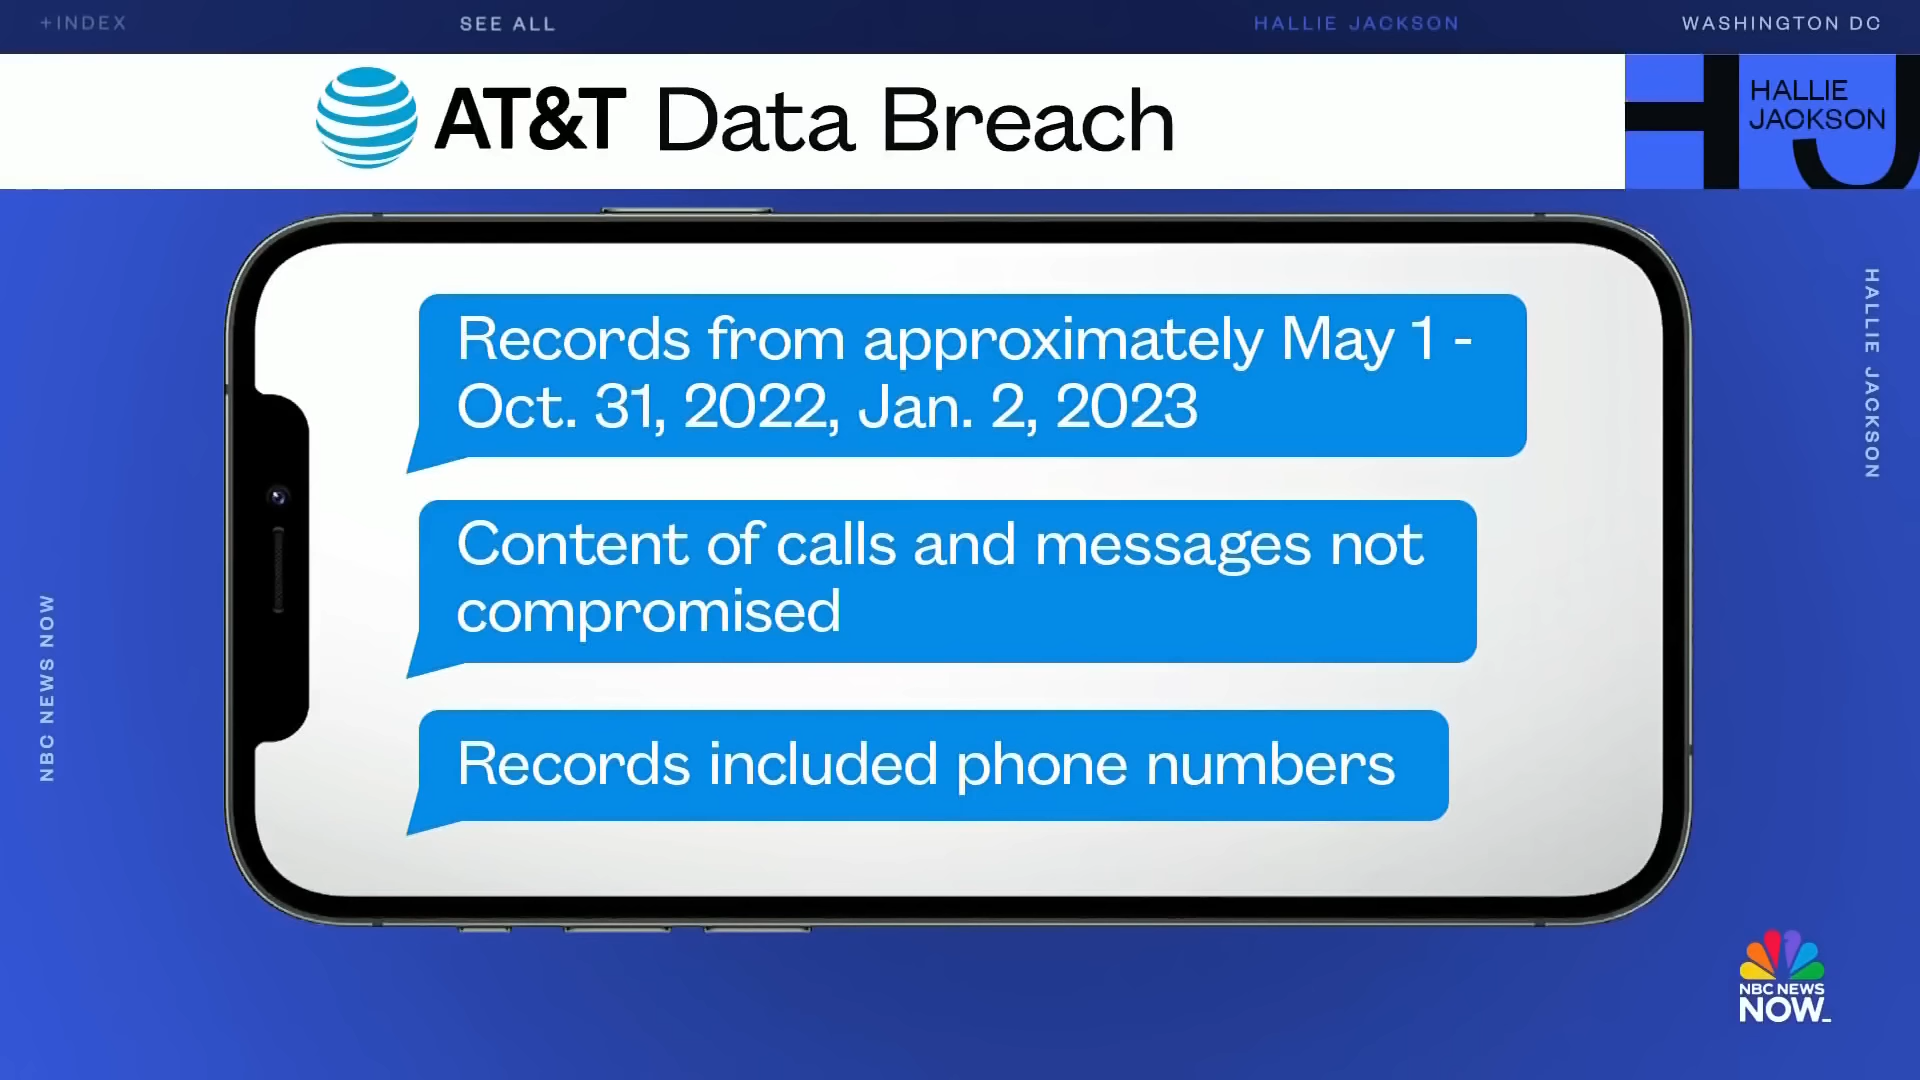 +INDEX
SEE ALL
HALLIE JACKSON
WASHINGTON DC
AT&T Data Breach
HJ
HALLIE
JACKSON
Records from approximately May 1 -
Oct. 31, 2022, Jan. 2, 2023
Content of calls and messages not
compromised
Records included phone numbers
NBC NEWS NOW
HALLIE JACKSON
NBC NEWS
NOW_